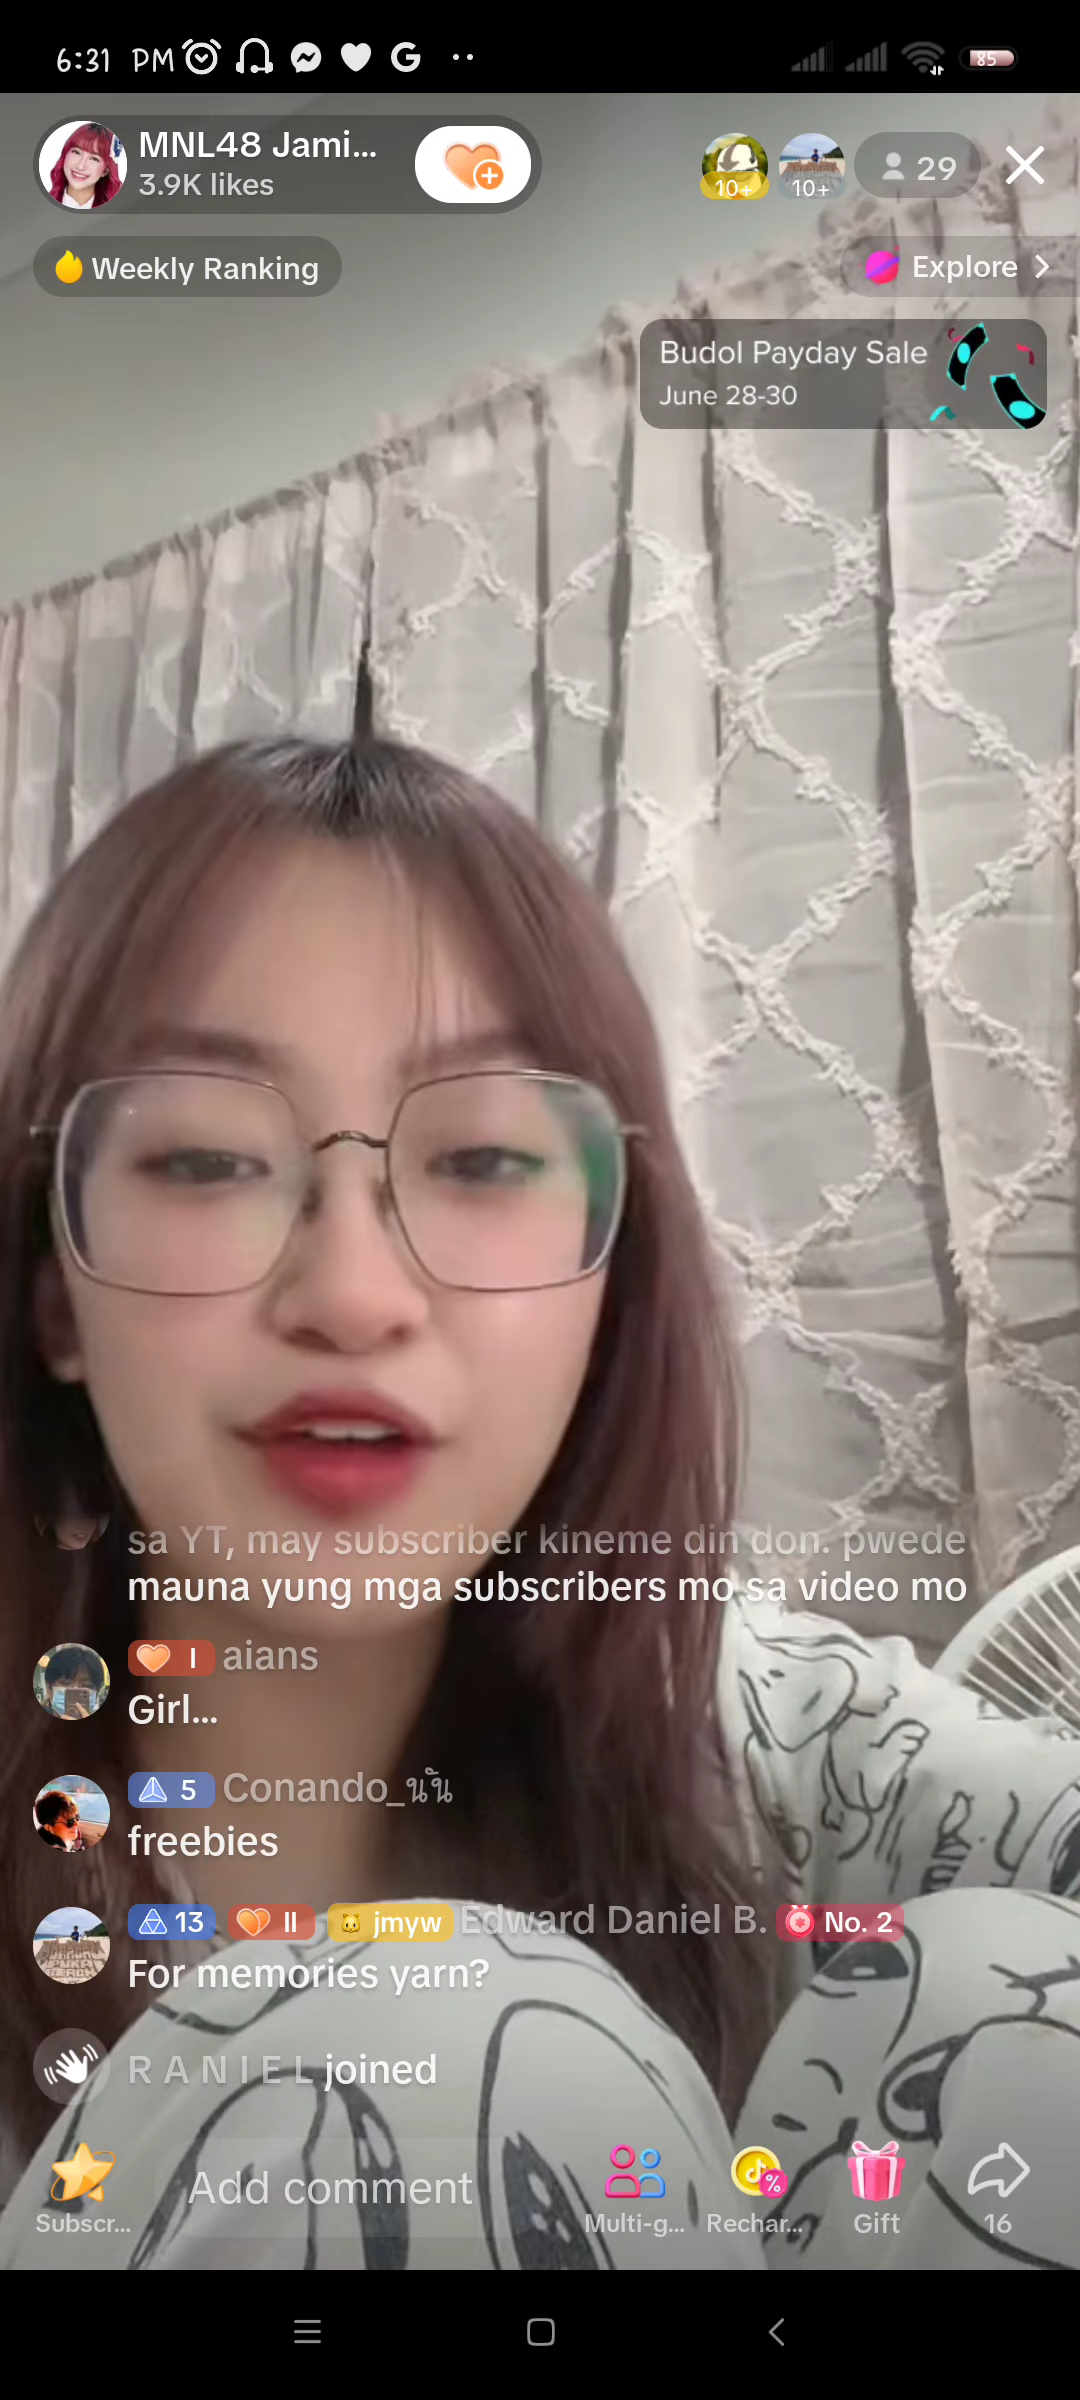 6:31 PM
85
MNL48 Jami...
3.9K likes
10+
10+
29
Weekly Ranking
Explore
Budol Payday Sale
June 28-30
sa YT, may subscriber kineme din don. pwede
mauna yung mga subscribers mo sa video mo
I aians
Girl...
5 Conando_นัน
freebies
13 II jmyw Edward Daniel B. No. 2
For memories yarn?
R A N I E L joined
Add comment
Subscr...
Multi-g...
Rechar...
Gift
16